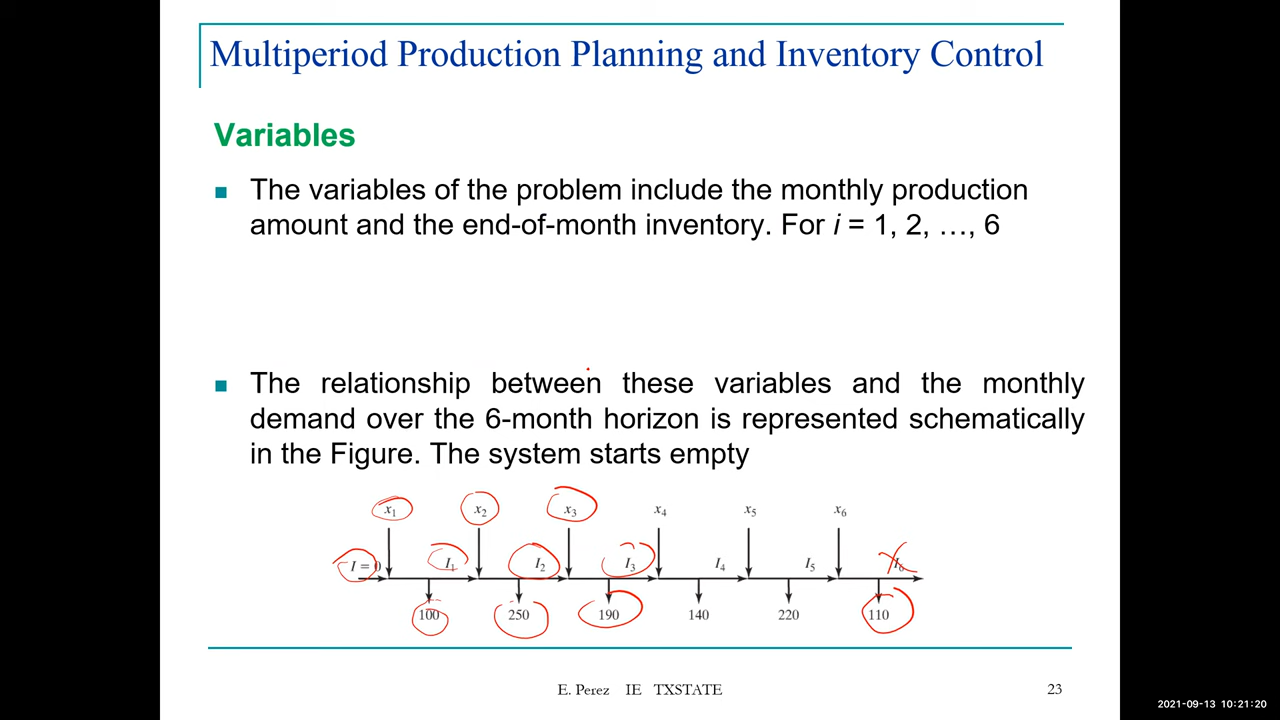 Multiperiod Production Planning and Inventory Control
Variables
The variables of the problem include the monthly production
amount and the end-of-month inventory. For i = 1, 2, …, 6
The relationship between these variables and the monthly
demand over the 6-month horizon is represented schematically
in the Figure. The system starts empty
x₁ x₂ x₃ x₄ x₅ x₆
I = 0 I₁ I₂ I₃ I₄ I₅ I₆
100 250 190 140 220 110
E. Perez IE TXSTATE 23
2021-09-13 10:21:20